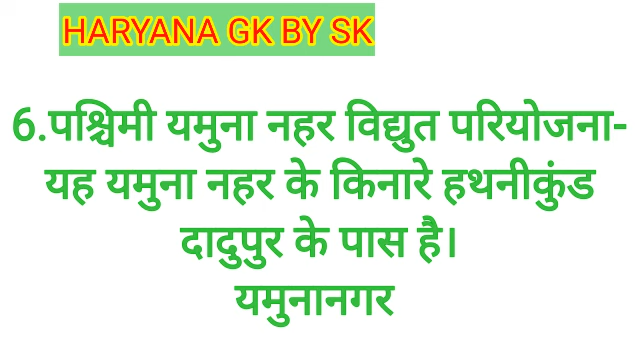 HARYANA GK BY SK
6.पश्चिमी यमुना नहर विद्युत परियोजना-
यह यमुना नहर के किनारे हथनीकुंड
दादुपुर के पास है।
यमुनानगर